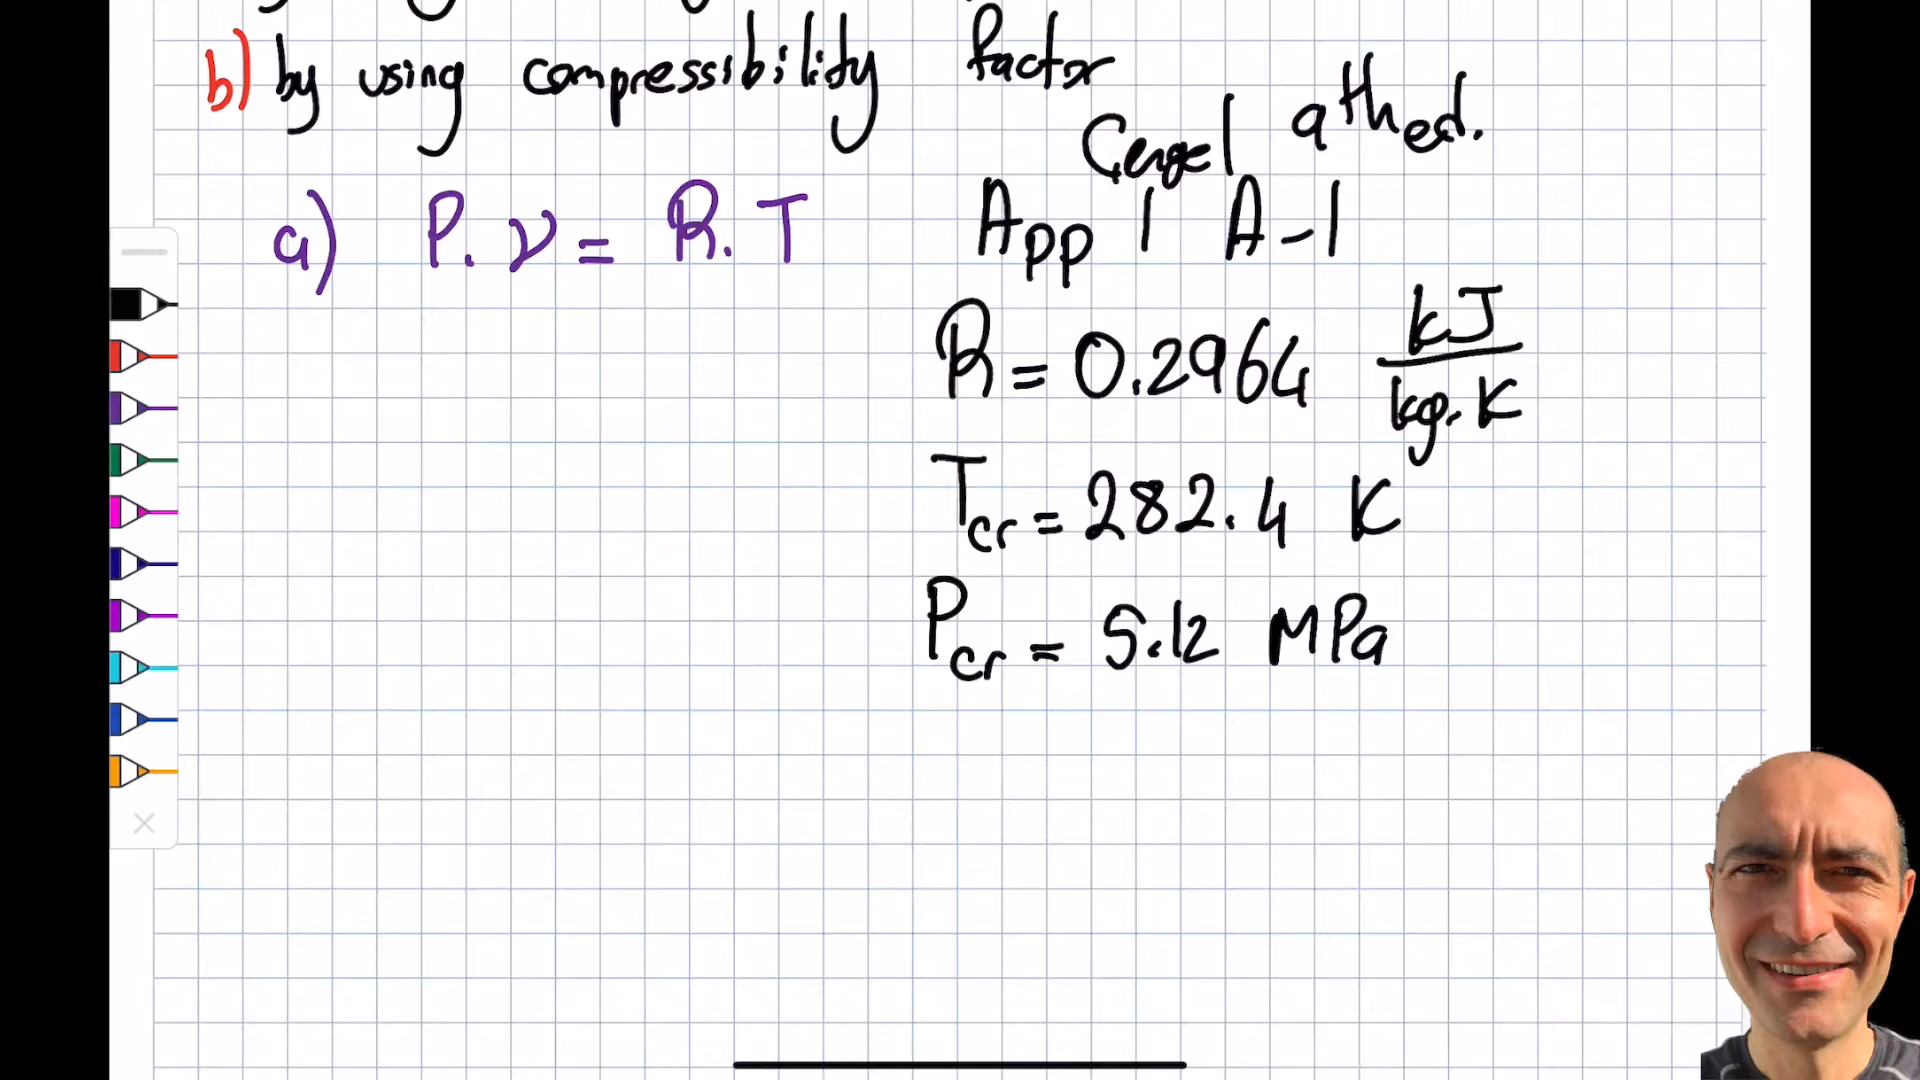 b) by using compressibility factor
Cengel 9th ed.
a) P. ν = R. T
App 1 A-1
R = 0.2964 kJ/kg.K
Tcr = 282.4 K
Pcr = 5.12 MPa